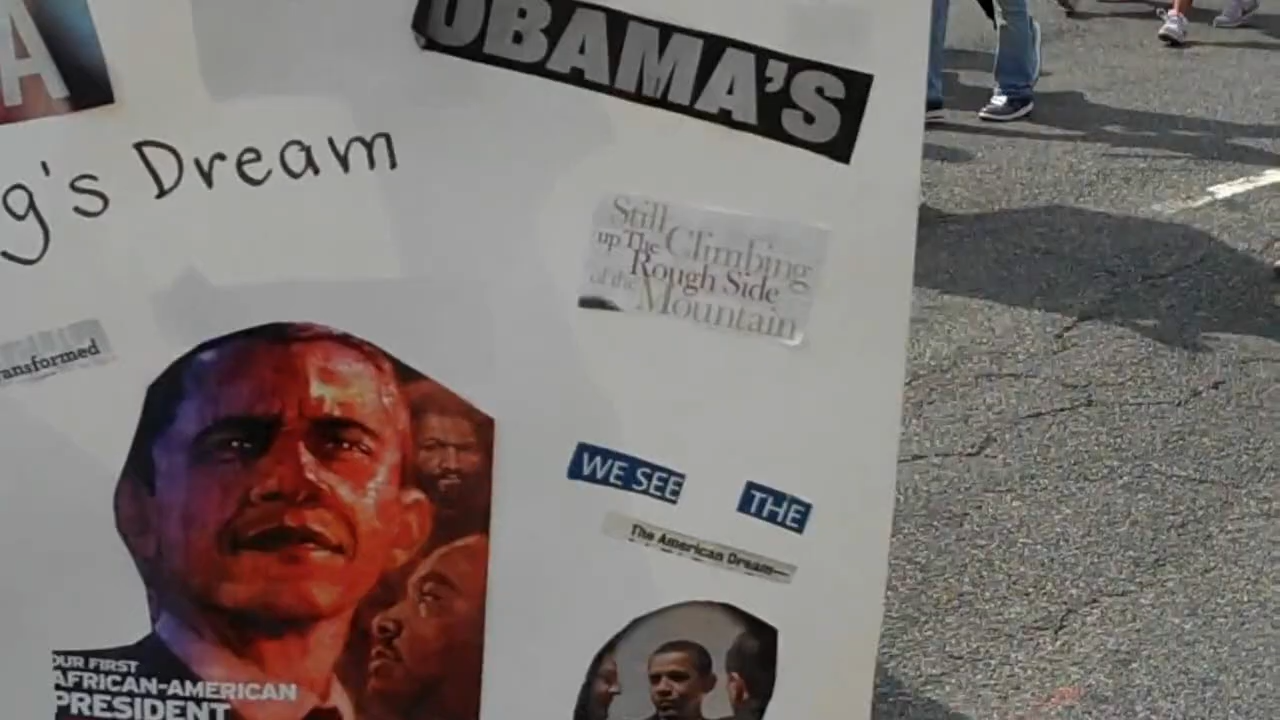 A
OBAMA'S
g's Dream
Still Climbing
up The
Rough Side
of the
Mountain
ansformed
WE SEE THE
The American Dream—
OUR FIRST
AFRICAN-AMERICAN
PRESIDENT